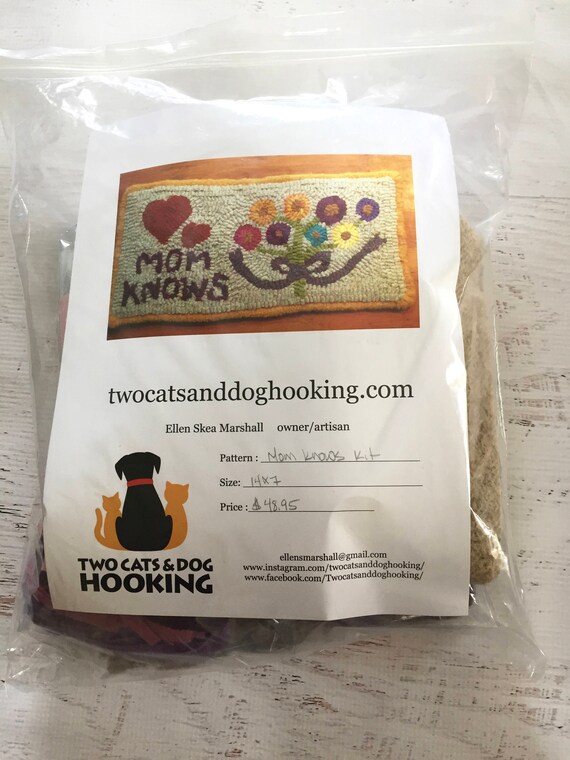 MOM
KNOWS
twocatsanddoghooking.com
Ellen Skea Marshall owner/artisan
Pattern : Mom Knows Kit
Size: 14x7
Price : $48.95
TWO CATS & DOG
HOOKING
ellensmarshall@gmail.com
www.instagram.com/twocatsanddoghooking/
www.facebook.com/Twocatsanddoghooking/